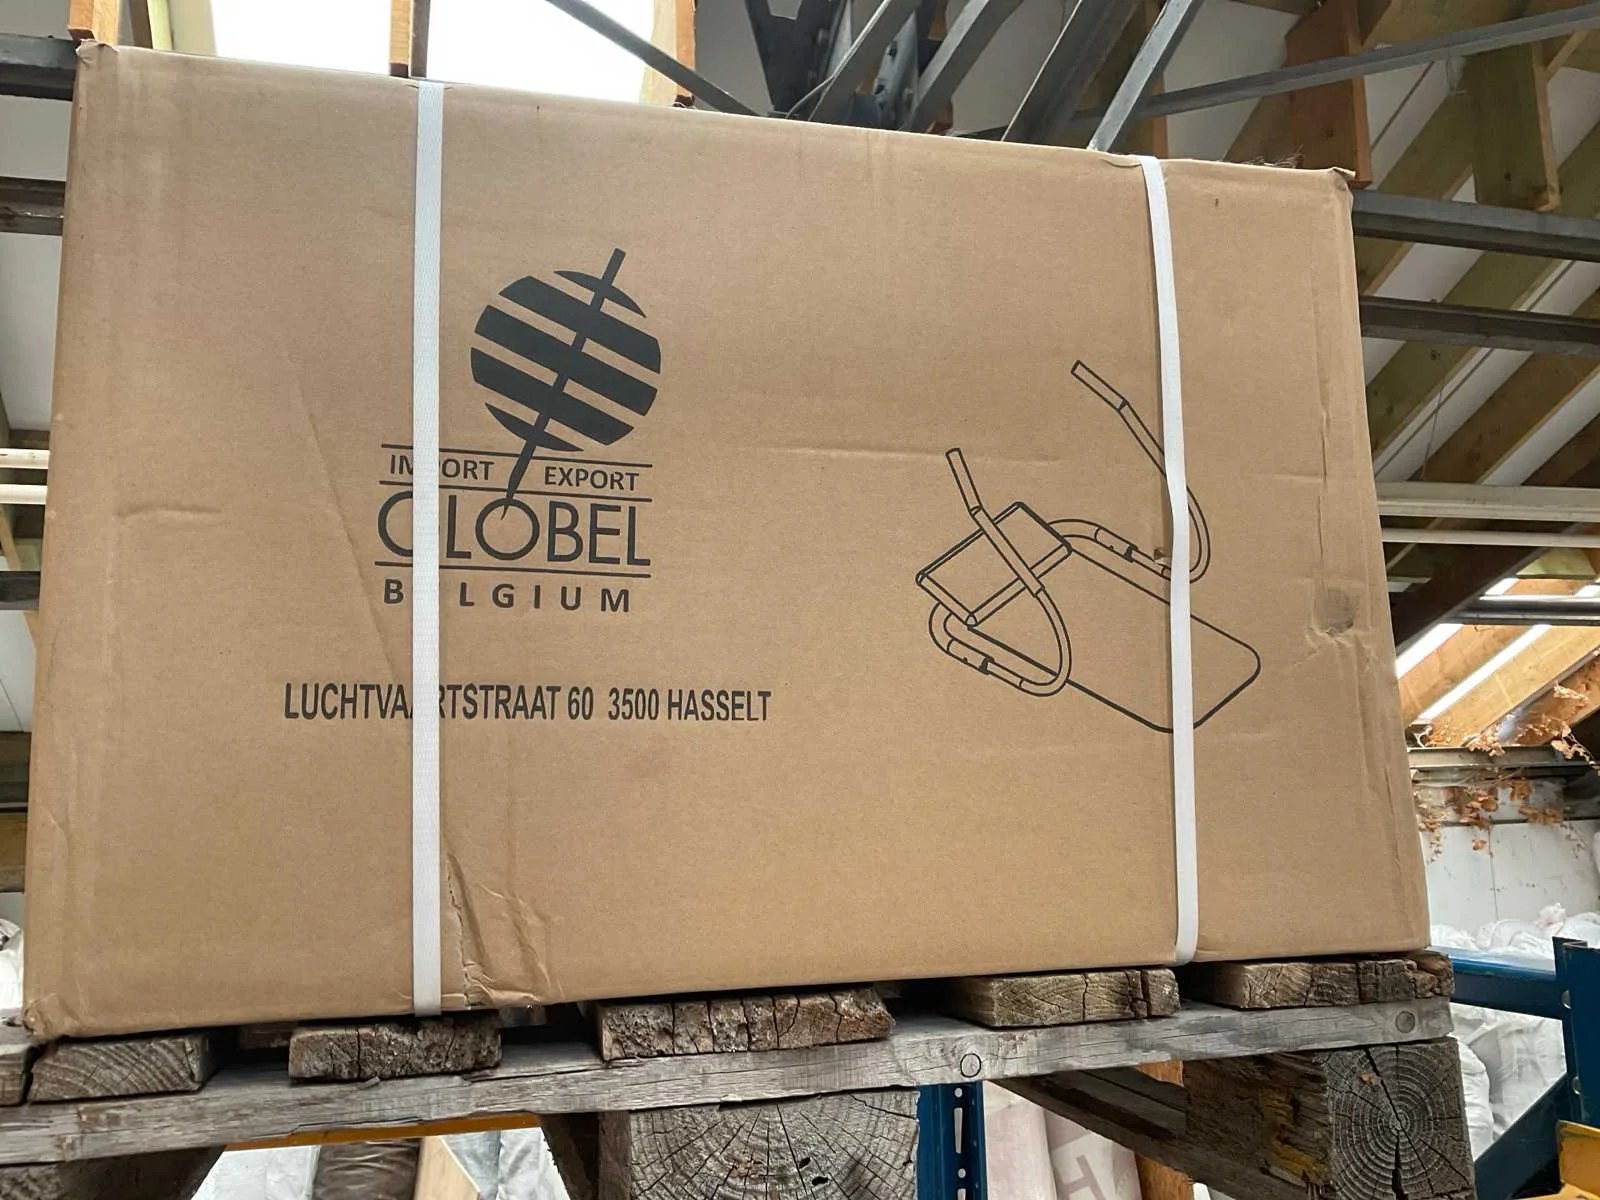 IMPORT EXPORT
GLOBEL
BELGIUM
LUCHTVAARTSTRAAT 60 3500 HASSELT